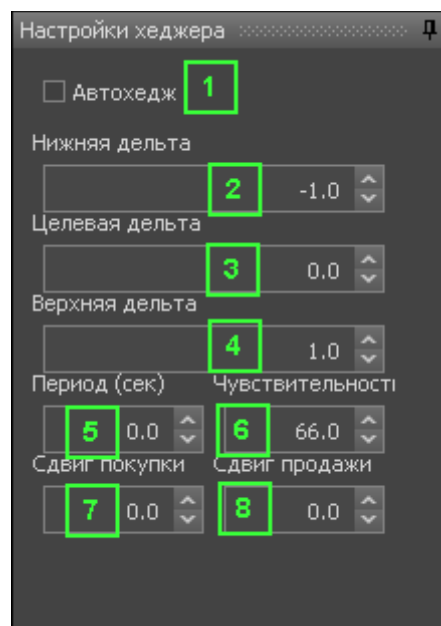 Настройки хеджера
Автохедж 1
Нижняя дельта
2 -1.0
Целевая дельта
3 0.0
Верхняя дельта
4 1.0
Период (сек) Чувствительности
5 0.0 6 66.0
Сдвиг покупки Сдвиг продажи
7 0.0 8 0.0